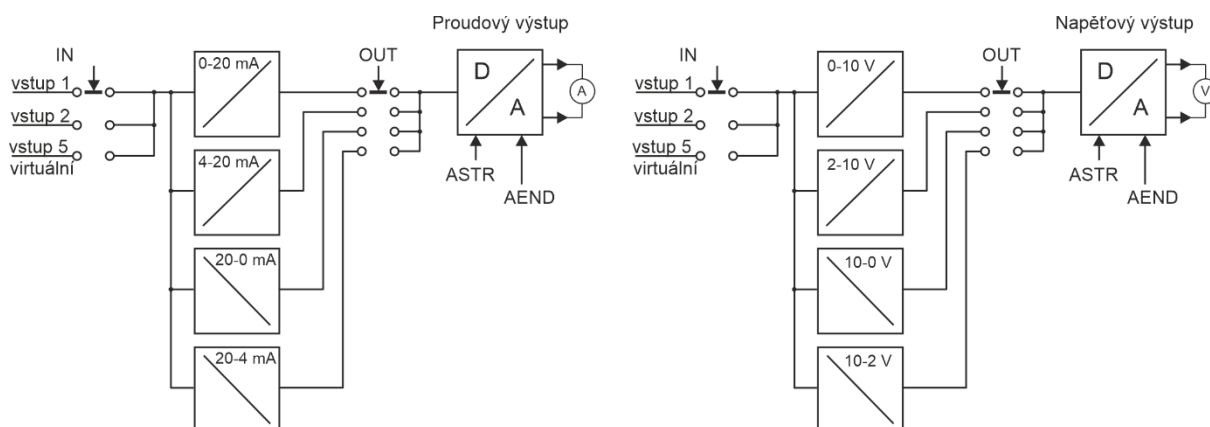 Proudový výstup
IN
OUT
vstup 1
vstup 2
vstup 5
virtuální
0-20 mA
4-20 mA
20-0 mA
20-4 mA
D
A
A
ASTR
AEND
Napěťový výstup
IN
OUT
vstup 1
vstup 2
vstup 5
virtuální
0-10 V
2-10 V
10-0 V
10-2 V
D
A
V
ASTR
AEND